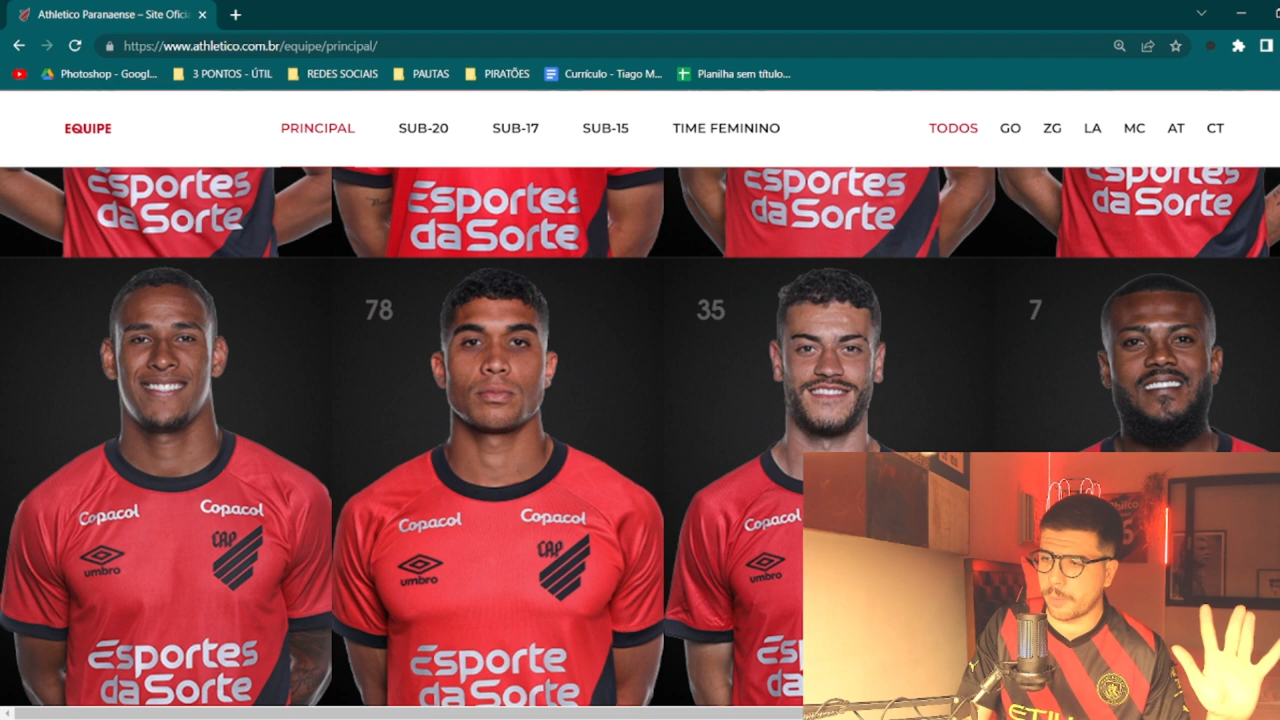 Athletico Paranaense – Site Ofici
https://www.athletico.com.br/equipe/principal/
Photoshop - Googl... 3 PONTOS - ÚTIL REDES SOCIAIS PAUTAS PIRATÕES Currículo - Tiago M... Planilha sem título...
EQUIPE PRINCIPAL SUB-20 SUB-17 SUB-15 TIME FEMININO TODOS GO ZG LA MC AT CT
Esportes da Sorte
Esportes da Sorte
Esportes da Sorte
Esportes da Sorte
78 35 7
Copacol Copacol
CAP
umbro
Esportes
da Sorte
Copacol Copacol
CAP
umbro
Esporte
da Sorte
Copacol
umbro
ETIH